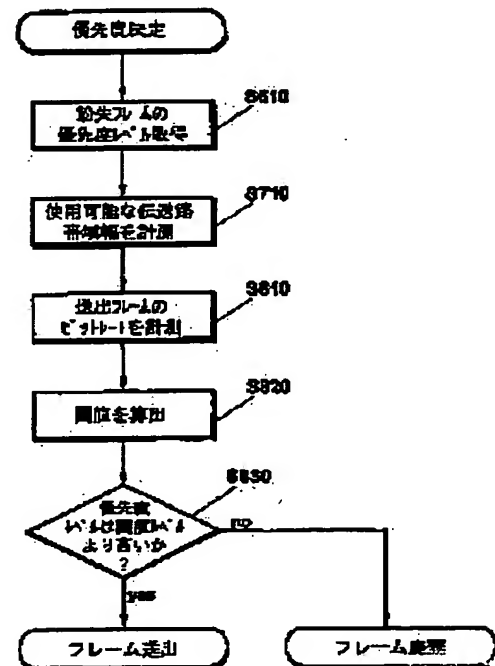 優先度決定
S610
紛失フレームの
優先度レベル取得
S710
使用可能な伝送路
帯域幅を計測
S810
送出フレームの
ビットレートを計測
S820
閾値を算出
S830
優先度
レベルは閾値レベル
より高いか
?
no
yes
フレーム送出
フレーム廃棄